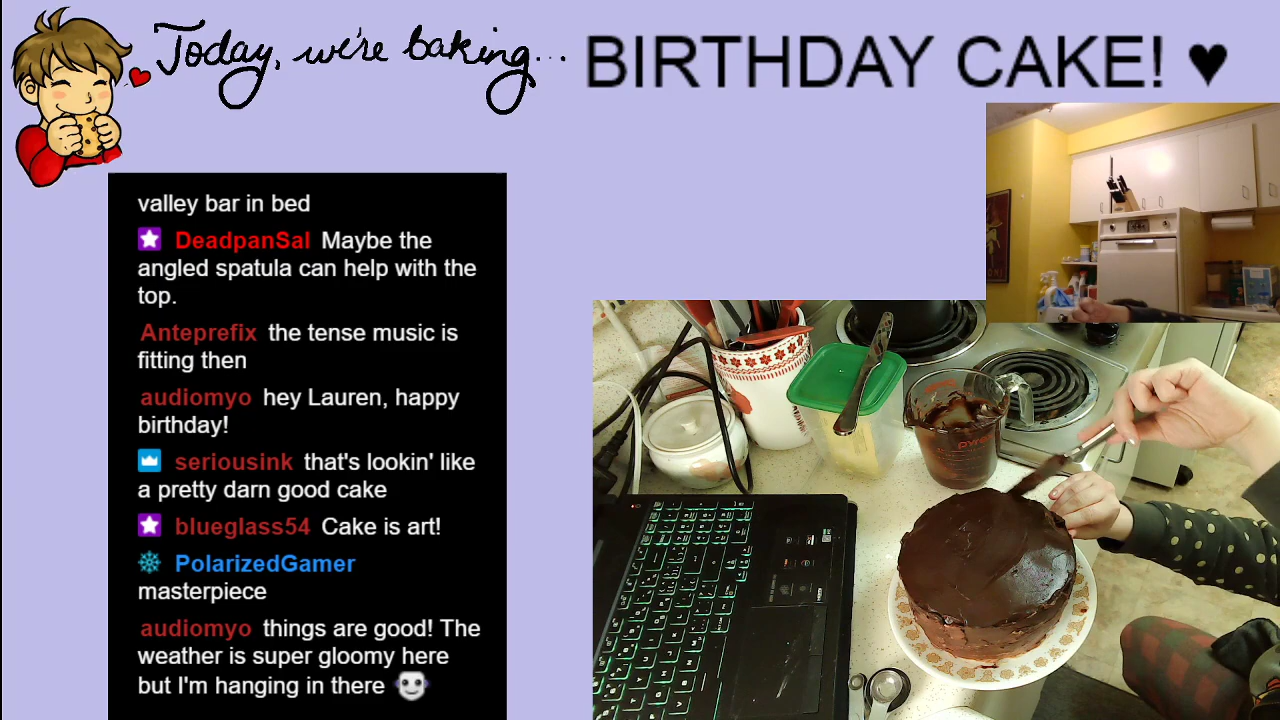 Today, we're baking... BIRTHDAY CAKE! ♥
valley bar in bed
DeadpanSal Maybe the
angled spatula can help with the
top.
Anteprefix the tense music is
fitting then
audiomyo hey Lauren, happy
birthday!
seriousink that's lookin' like
a pretty darn good cake
blueglass54 Cake is art!
PolarizedGamer
masterpiece
audiomyo things are good! The
weather is super gloomy here
but I'm hanging in there